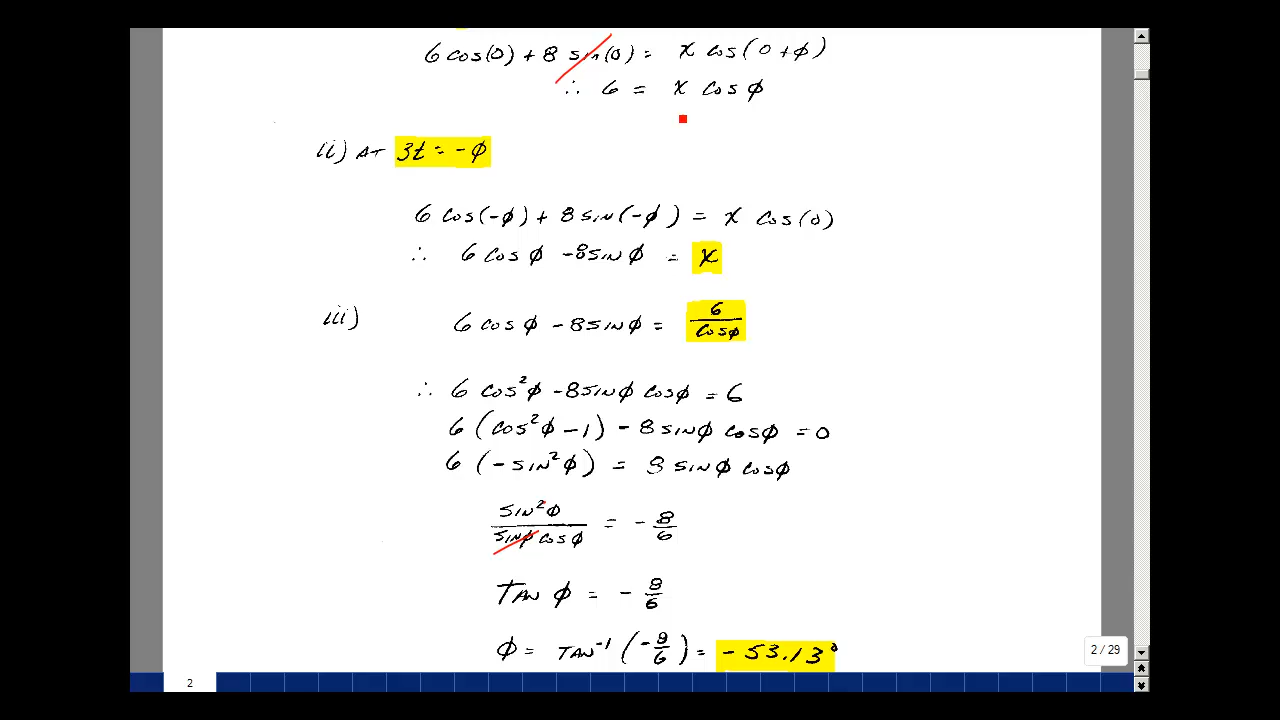 6 cos(0) + 8 sin(0) = x cos(0+ϕ)
∴ 6 = x cos ϕ
ii) AT 3t = -ϕ
6 cos(-ϕ) + 8 sin(-ϕ) = x cos(0)
∴ 6 cos ϕ - 8 sin ϕ = x
iii) 6 cos ϕ - 8 sin ϕ = 6/cos ϕ
∴ 6 cos²ϕ - 8 sin ϕ cos ϕ = 6
6 (cos²ϕ - 1) - 8 sin ϕ cos ϕ = 0
6 (- sin²ϕ) = 8 sin ϕ cos ϕ
sin²ϕ / sin ϕ cos ϕ = - 8/6
TAN ϕ = - 8/6
ϕ = TAN⁻¹ (-8/6) = - 53.13°
2 / 29
2